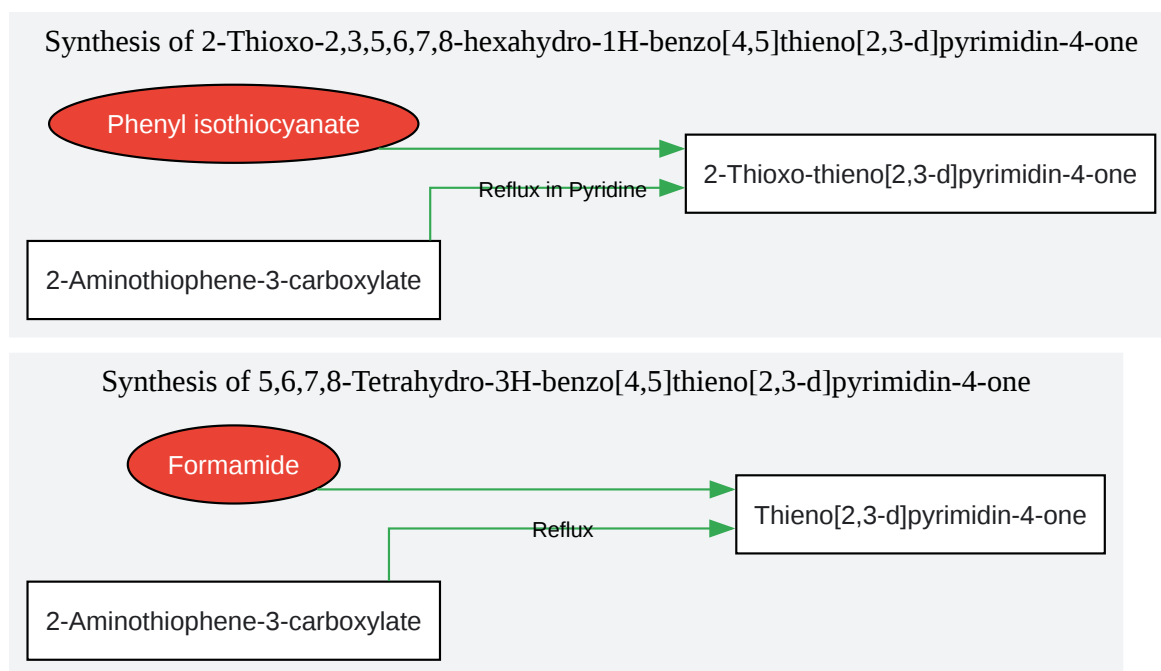 Synthesis of 2-Thioxo-2,3,5,6,7,8-hexahydro-1H-benzo[4,5]thieno[2,3-d]pyrimidin-4-one
Phenyl isothiocyanate
2-Thioxo-thieno[2,3-d]pyrimidin-4-one
Reflux in Pyridine
2-Aminothiophene-3-carboxylate
Synthesis of 5,6,7,8-Tetrahydro-3H-benzo[4,5]thieno[2,3-d]pyrimidin-4-one
Formamide
Thieno[2,3-d]pyrimidin-4-one
Reflux
2-Aminothiophene-3-carboxylate